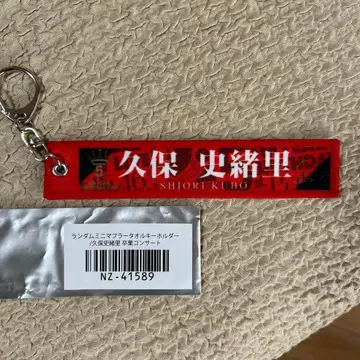 久保 史緒里
SHIORI KUBO
ランダムミニマフラータオルキーホルダー
/久保史緒里 卒業コンサート
NZ-41589